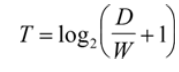 T = log₂(D/W + 1)